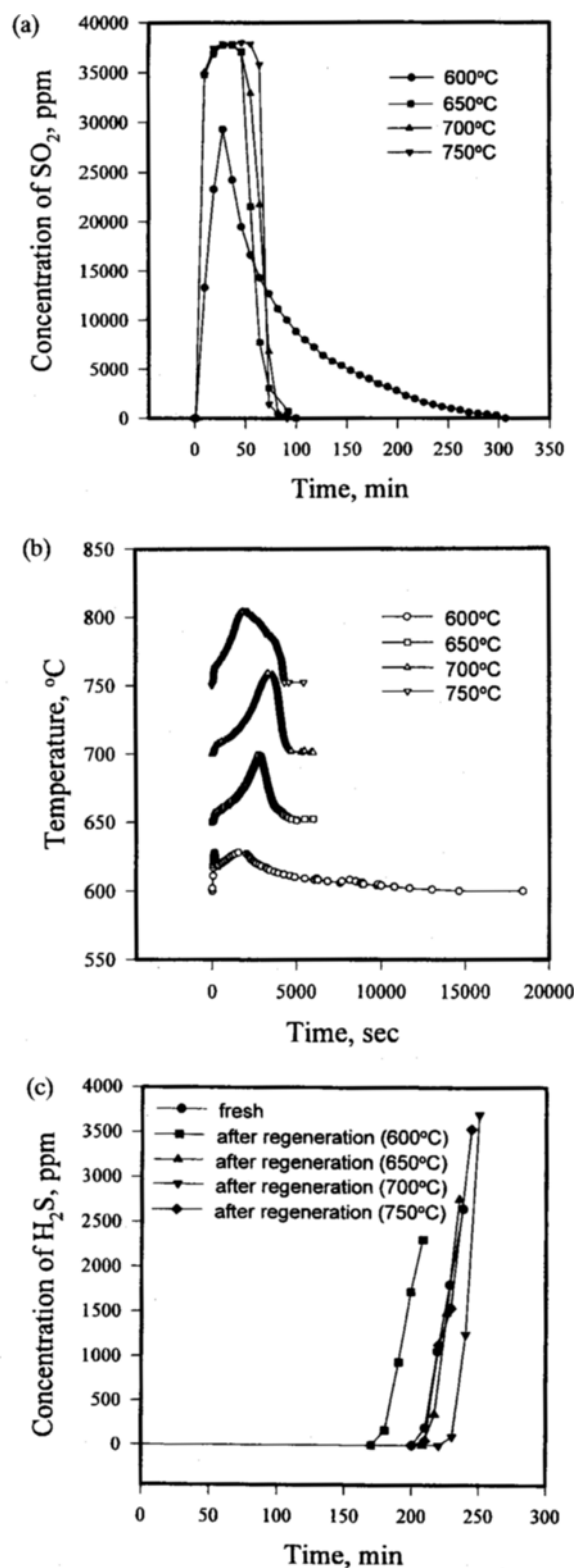 (a)
40000
35000
30000
25000
20000
15000
10000
5000
0
Concentration of SO₂, ppm
600°C
650°C
700°C
750°C
0 50 100 150 200 250 300 350
Time, min
(b)
850
800
750
700
650
600
550
Temperature, °C
600°C
650°C
700°C
750°C
0 5000 10000 15000 20000
Time, sec
(c)
4000
3500
3000
2500
2000
1500
1000
500
0
Concentration of H₂S, ppm
fresh
after regeneration (600°C)
after regeneration (650°C)
after regeneration (700°C)
after regeneration (750°C)
0 50 100 150 200 250 300
Time, min